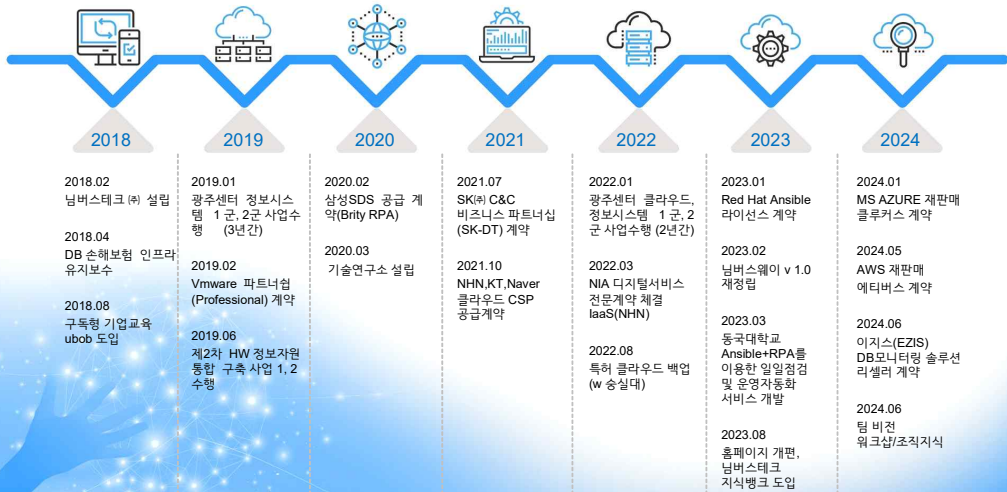 2018
2019
2020
2021
2022
2023
2024
2018.02
님버스테크 ㈜ 설립
2018.04
DB 손해보험 인프라
유지보수
2018.08
구독형 기업교육
ubob 도입
2019.01
광주센터 정보시스
템 1 군, 2군 사업수
행 (3년간)
2019.02
Vmware 파트너쉽
(Professional) 계약
2019.06
제2차 HW 정보자원
통합 구축 사업 1, 2
수행
2020.02
삼성SDS 공급 계
약(Brity RPA)
2020.03
기술연구소 설립
2021.07
SK㈜ C&C
비즈니스 파트너십
(SK-DT) 계약
2021.10
NHN,KT,Naver
클라우드 CSP
공급계약
2022.01
광주센터 클라우드,
정보시스템 1 군, 2
군 사업수행 (2년간)
2022.03
NIA 디지털서비스
전문계약 체결
IaaS(NHN)
2022.08
특허 클라우드 백업
(w 숭실대)
2023.01
Red Hat Ansible
라이선스 계약
2023.02
님버스웨이 v 1.0
재정립
2023.03
동국대학교
Ansible+RPA를
이용한 일일점검
및 운영자동화
서비스 개발
2023.08
홈페이지 개편,
님버스테크
지식뱅크 도입
2024.01
MS AZURE 재판매
클루커스 계약
2024.05
AWS 재판매
에티버스 계약
2024.06
이지스(EZIS)
DB모니터링 솔루션
리셀러 계약
2024.06
팀 비전
워크샵/조직지식